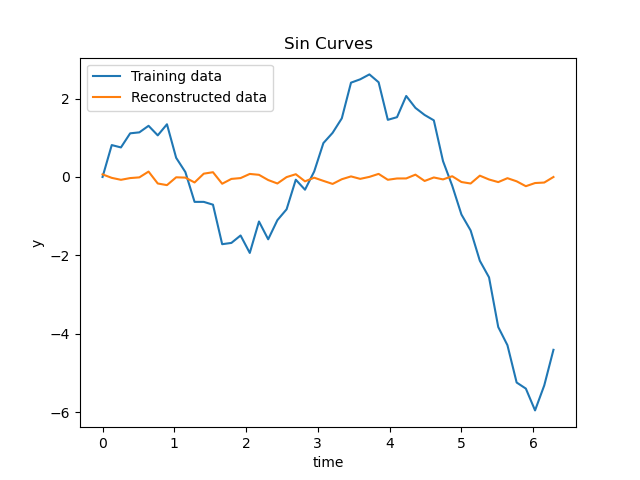 Sin Curves
Training data
Reconstructed data
2
0
−2
−4
−6
y
0 1 2 3 4 5 6
time